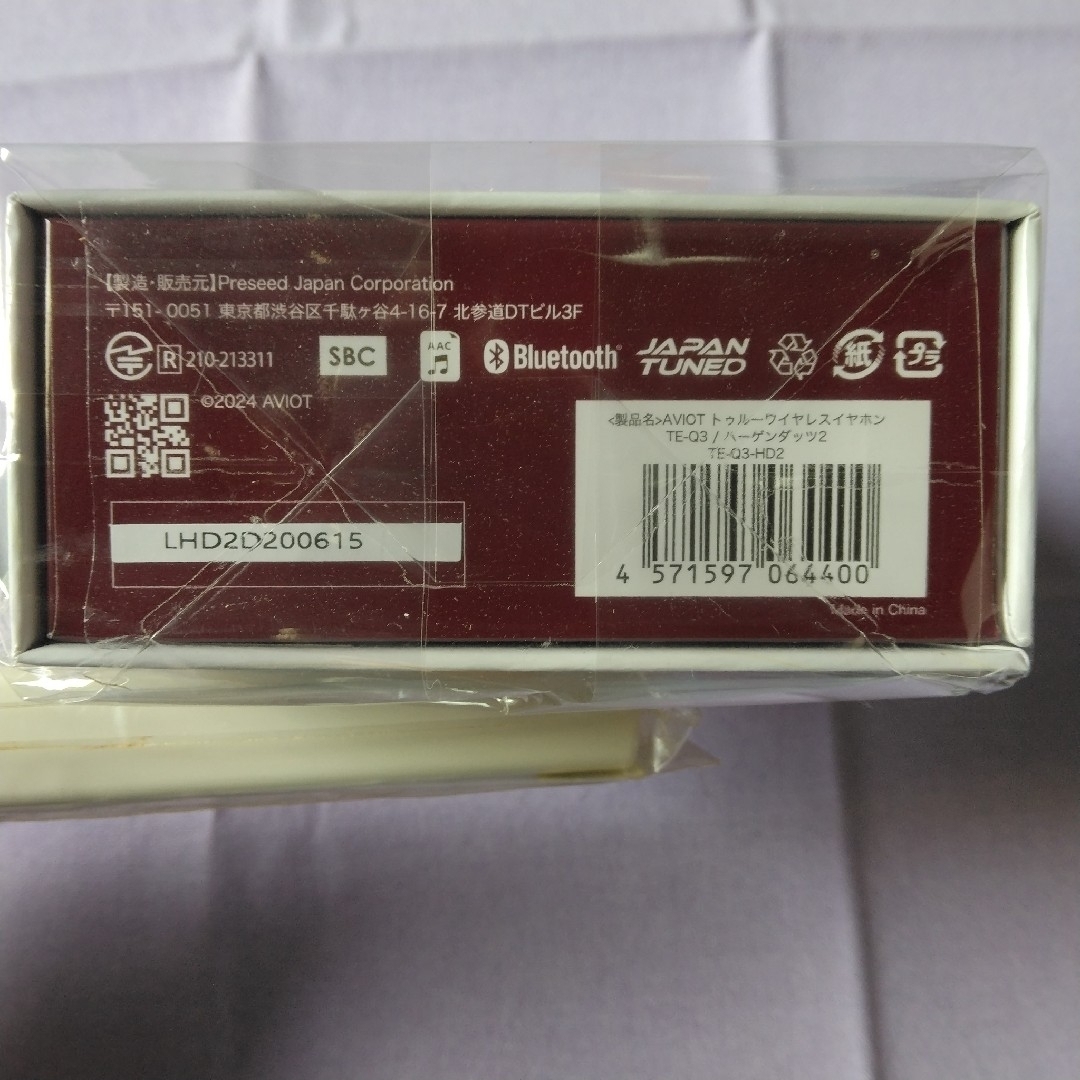 【製造・販売元】Preseed Japan Corporation
〒151-0051 東京都渋谷区千駄ヶ谷4-16-7 北参道DTビル3F
R 210-213311 SBC AAC Bluetooth® JAPAN TUNED 紙 プラ
©2024 AVIOT
<製品名>AVIOT トゥルーワイヤレスイヤホン
TE-Q3 / ハーゲンダッツ2
TE-Q3-HD2
LHD2D200615
4 571597 064400
Made in China